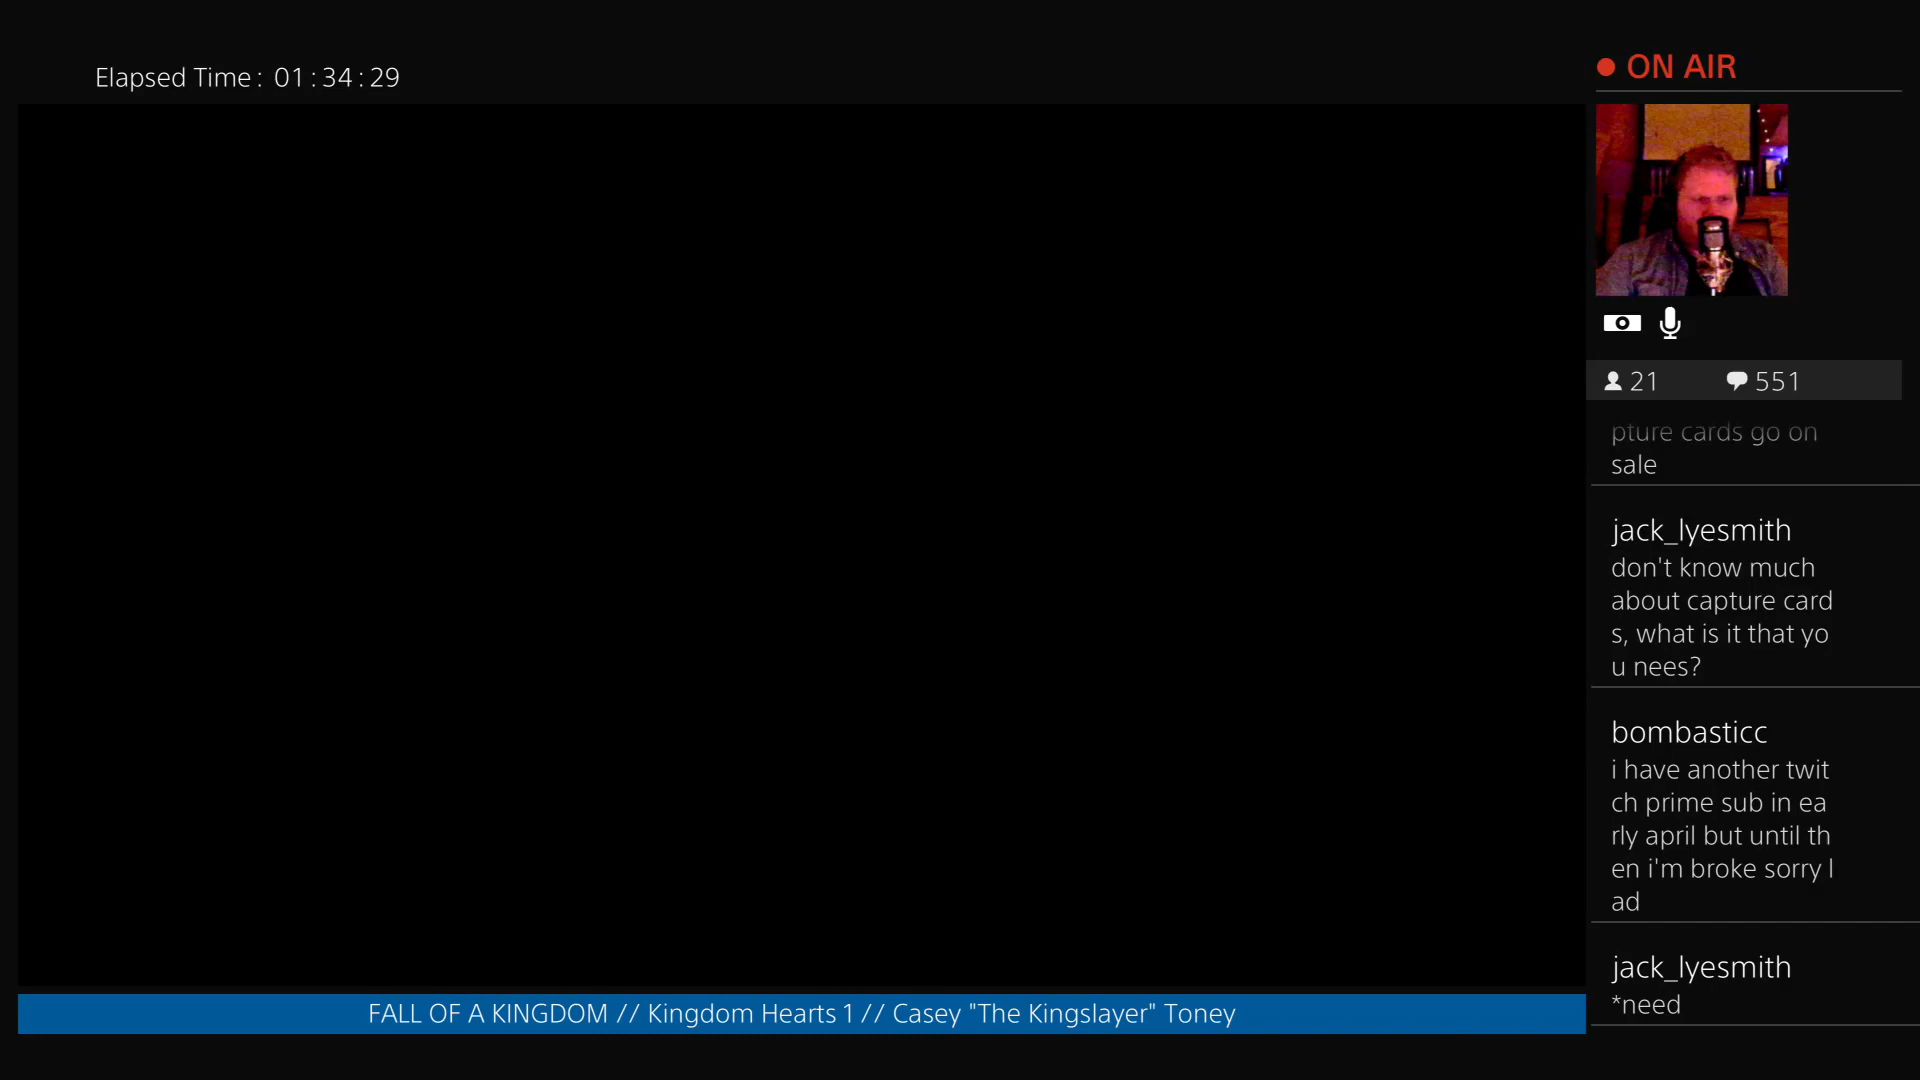 Elapsed Time: 01:34:29
ON AIR
21 551
pture cards go on
sale
jack_lyesmith
don't know much
about capture card
s, what is it that yo
u nees?
bombasticc
i have another twit
ch prime sub in ea
rly april but until th
en i'm broke sorry l
ad
jack_lyesmith
*need
FALL OF A KINGDOM // Kingdom Hearts 1 // Casey "The Kingslayer" Toney